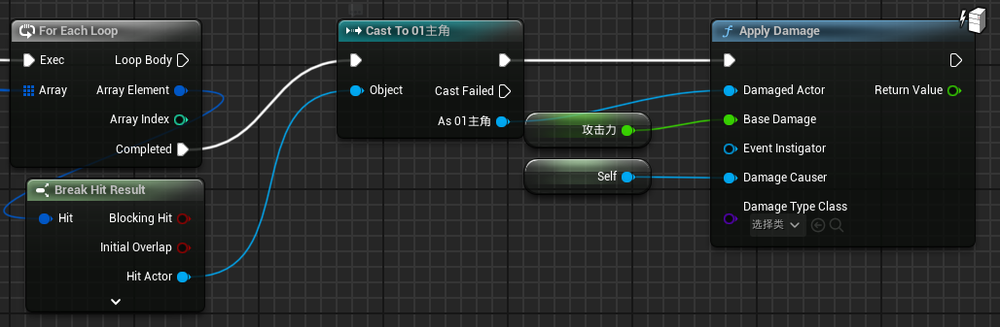 For Each Loop
Exec
Loop Body
Array
Array Element
Array Index
Completed
Break Hit Result
Hit
Blocking Hit
Initial Overlap
Hit Actor
Cast To 01主角
Object
Cast Failed
As 01主角
攻击力
Self
Apply Damage
Damaged Actor
Return Value
Base Damage
Event Instigator
Damage Causer
Damage Type Class
选择类